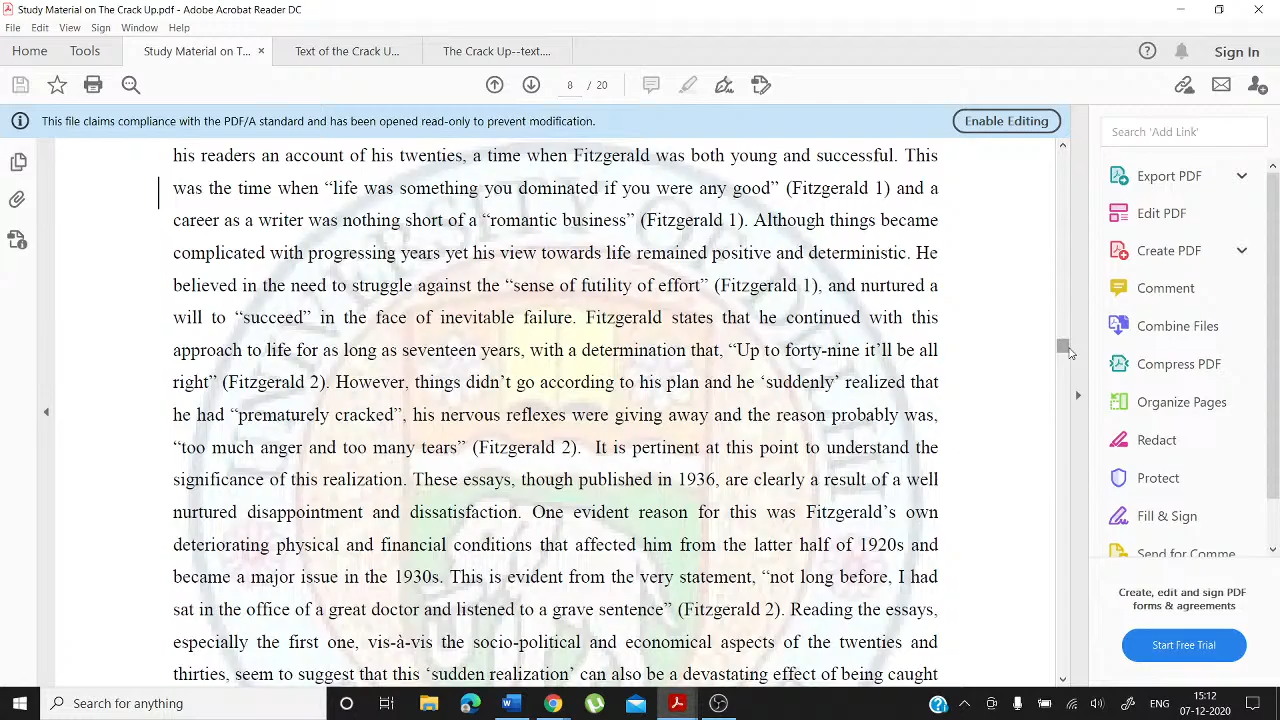 Study Material on The Crack Up.pdf - Adobe Acrobat Reader DC
File Edit View Sign Window Help
Home Tools Study Material on T... × Text of the Crack U... The Crack Up--text.... Sign In
8 / 20
This file claims compliance with the PDF/A standard and has been opened read-only to prevent modification. Enable Editing
his readers an account of his twenties, a time when Fitzgerald was both young and successful. This
was the time when “life was something you dominated if you were any good” (Fitzgerald 1) and a
career as a writer was nothing short of a “romantic business” (Fitzgerald 1). Although things became
complicated with progressing years yet his view towards life remained positive and deterministic. He
believed in the need to struggle against the “sense of futility of effort” (Fitzgerald 1), and nurtured a
will to “succeed” in the face of inevitable failure. Fitzgerald states that he continued with this
approach to life for as long as seventeen years, with a determination that, “Up to forty-nine it’ll be all
right” (Fitzgerald 2). However, things didn’t go according to his plan and he ‘suddenly’ realized that
he had “prematurely cracked”, his nervous reflexes were giving away and the reason probably was,
“too much anger and too many tears” (Fitzgerald 2). It is pertinent at this point to understand the
significance of this realization. These essays, though published in 1936, are clearly a result of a well
nurtured disappointment and dissatisfaction. One evident reason for this was Fitzgerald’s own
deteriorating physical and financial conditions that affected him from the latter half of 1920s and
became a major issue in the 1930s. This is evident from the very statement, “not long before, I had
sat in the office of a great doctor and listened to a grave sentence” (Fitzgerald 2). Reading the essays,
especially the first one, vis-à-vis the socio-political and economical aspects of the twenties and
thirties, seem to suggest that this ‘sudden realization’ can also be a devastating effect of being caught
Search 'Add Link'
Export PDF
Edit PDF
Create PDF
Comment
Combine Files
Compress PDF
Organize Pages
Redact
Protect
Fill & Sign
Send for Comme
Create, edit and sign PDF
forms & agreements
Start Free Trial
Search for anything
ENG
15:12
07-12-2020